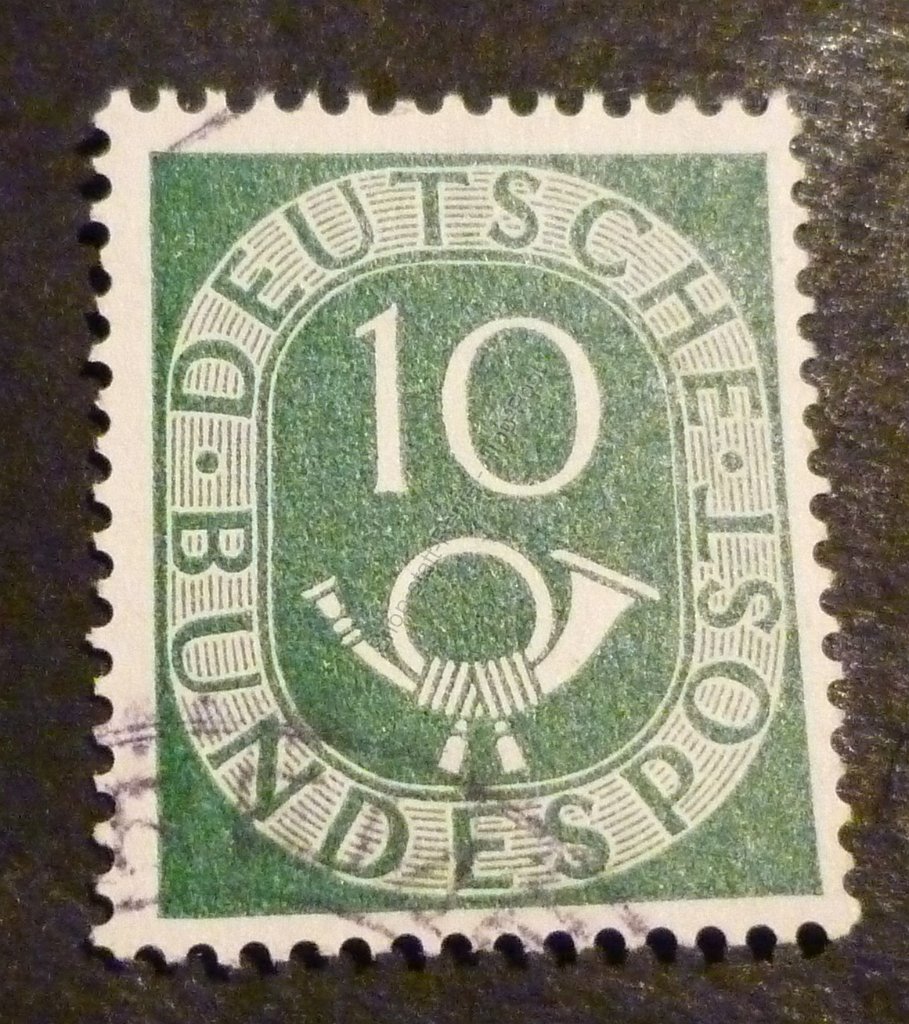 DEUTSCHE · BUNDESPOST ·
10